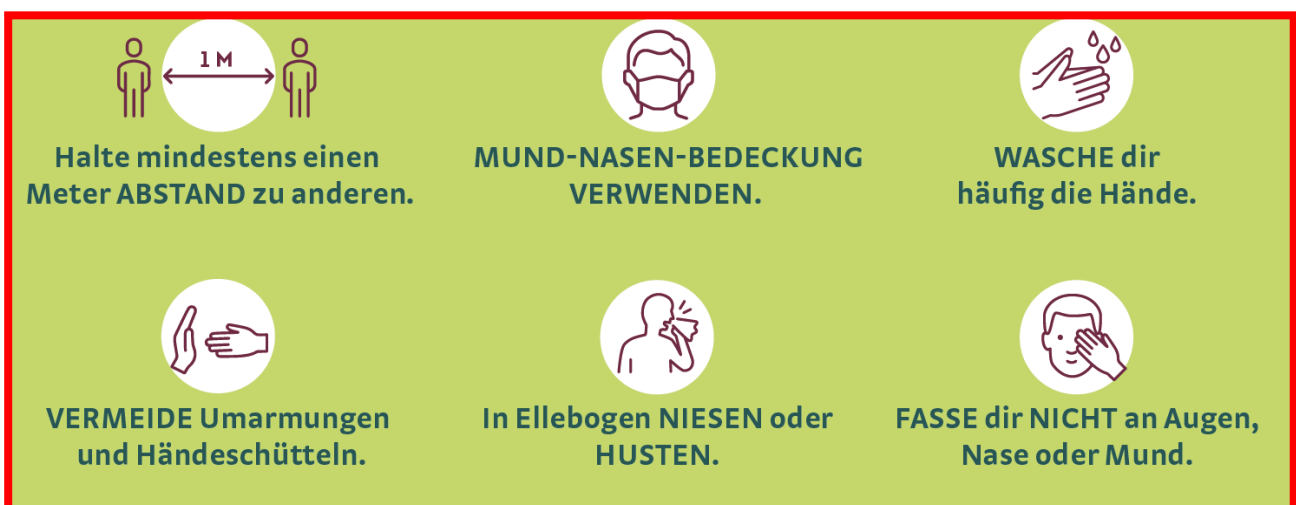 1 M
Halte mindestens einen
Meter ABSTAND zu anderen.
MUND-NASEN-BEDECKUNG
VERWENDEN.
WASCHE dir
häufig die Hände.
VERMEIDE Umarmungen
und Händeschütteln.
In Ellebogen NIESEN oder
HUSTEN.
FASSE dir NICHT an Augen,
Nase oder Mund.